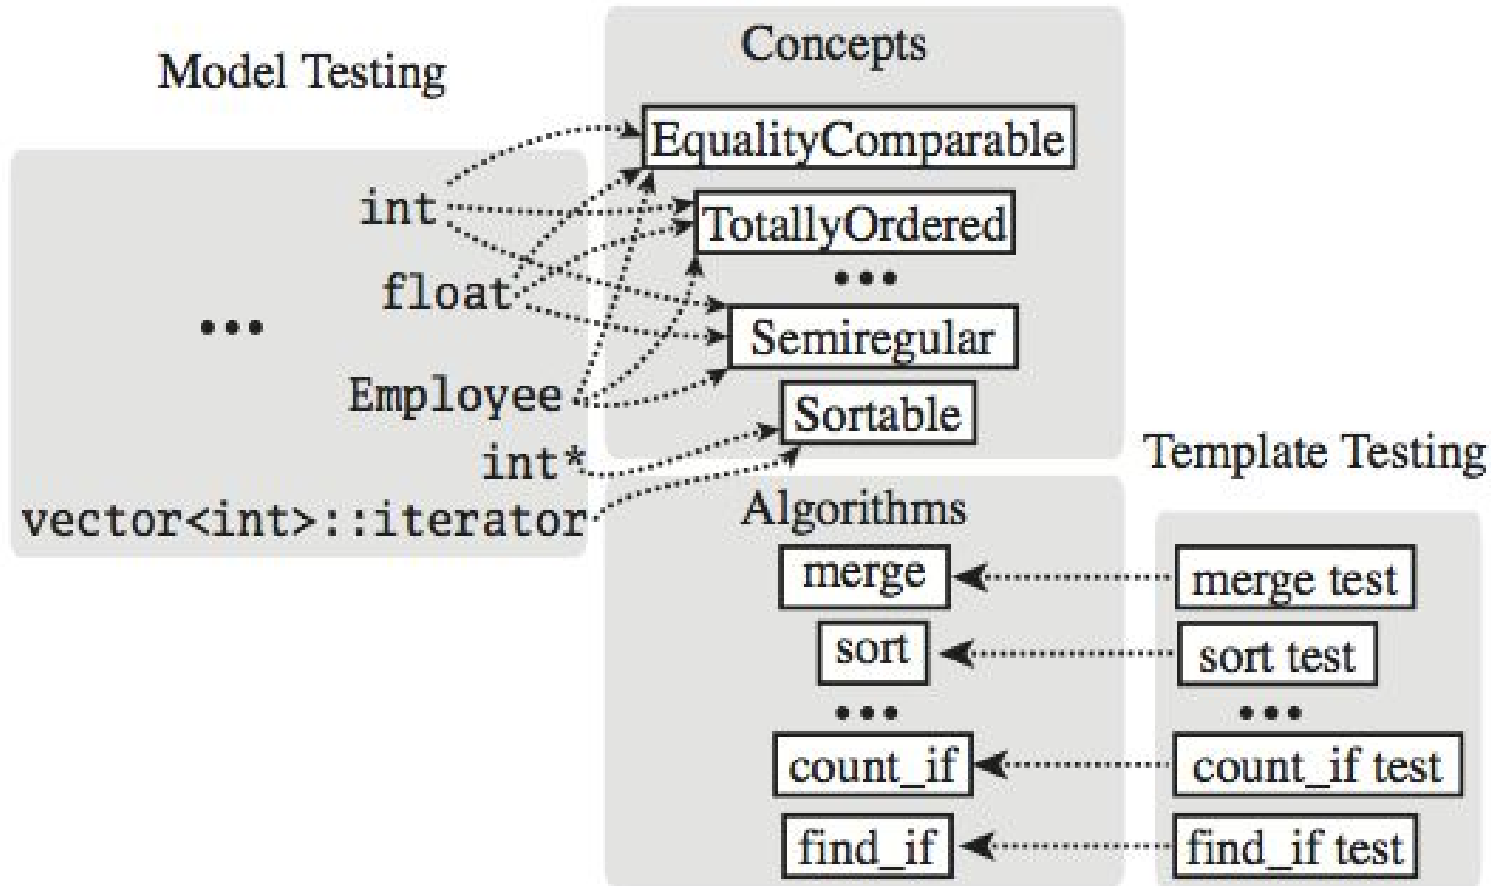 Model Testing
int
float
•••
Employee
int*
vector<int>::iterator
Concepts
EqualityComparable
TotallyOrdered
•••
Semiregular
Sortable
Algorithms
merge
sort
•••
count_if
find_if
Template Testing
merge test
sort test
•••
count_if test
find_if test